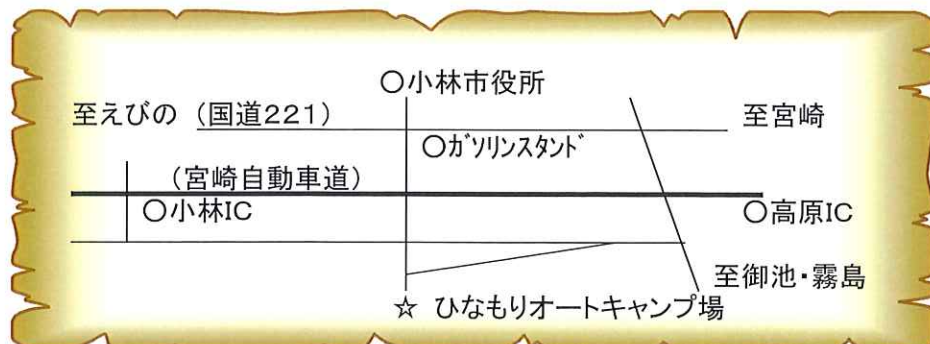 ○小林市役所
至えびの (国道221) 至宮崎
○ｶﾞｿﾘﾝｽﾀﾝﾄﾞ
(宮崎自動車道)
○小林IC ○高原IC
至御池・霧島
☆ ひなもりオートキャンプ場